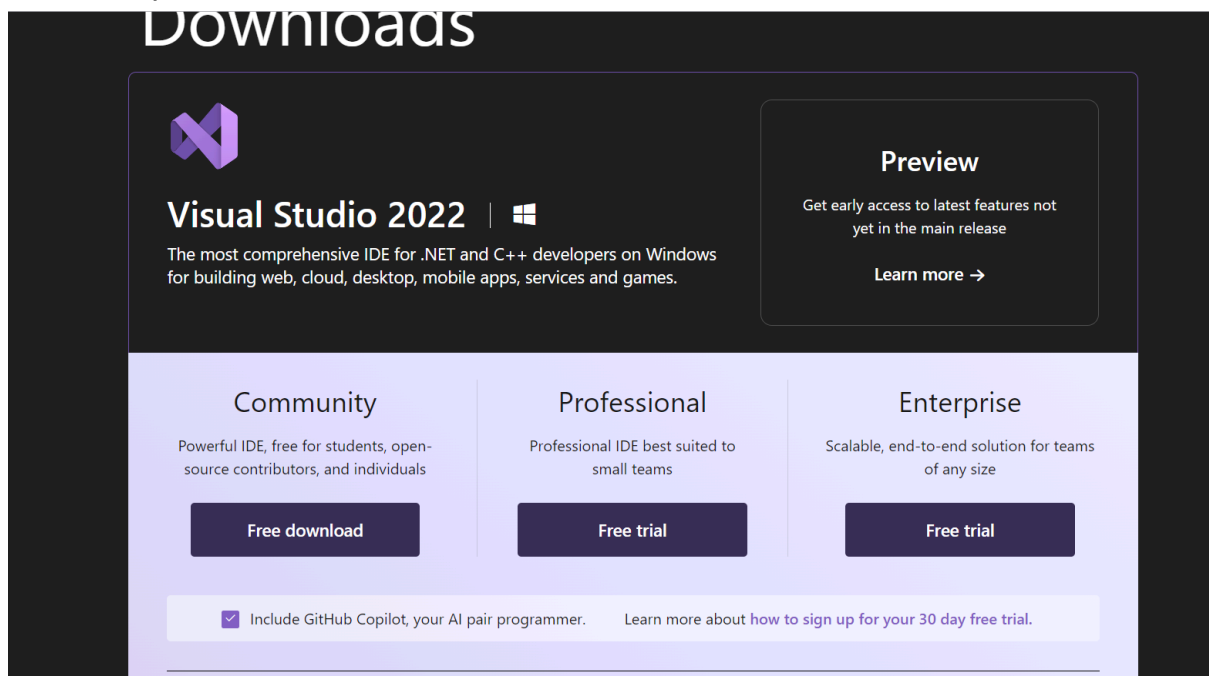 Downloads
Visual Studio 2022
The most comprehensive IDE for .NET and C++ developers on Windows
for building web, cloud, desktop, mobile apps, services and games.
Preview
Get early access to latest features not
yet in the main release
Learn more →
Community
Powerful IDE, free for students, open-
source contributors, and individuals
Free download
Professional
Professional IDE best suited to
small teams
Free trial
Enterprise
Scalable, end-to-end solution for teams
of any size
Free trial
Include GitHub Copilot, your AI pair programmer. Learn more about how to sign up for your 30 day free trial.